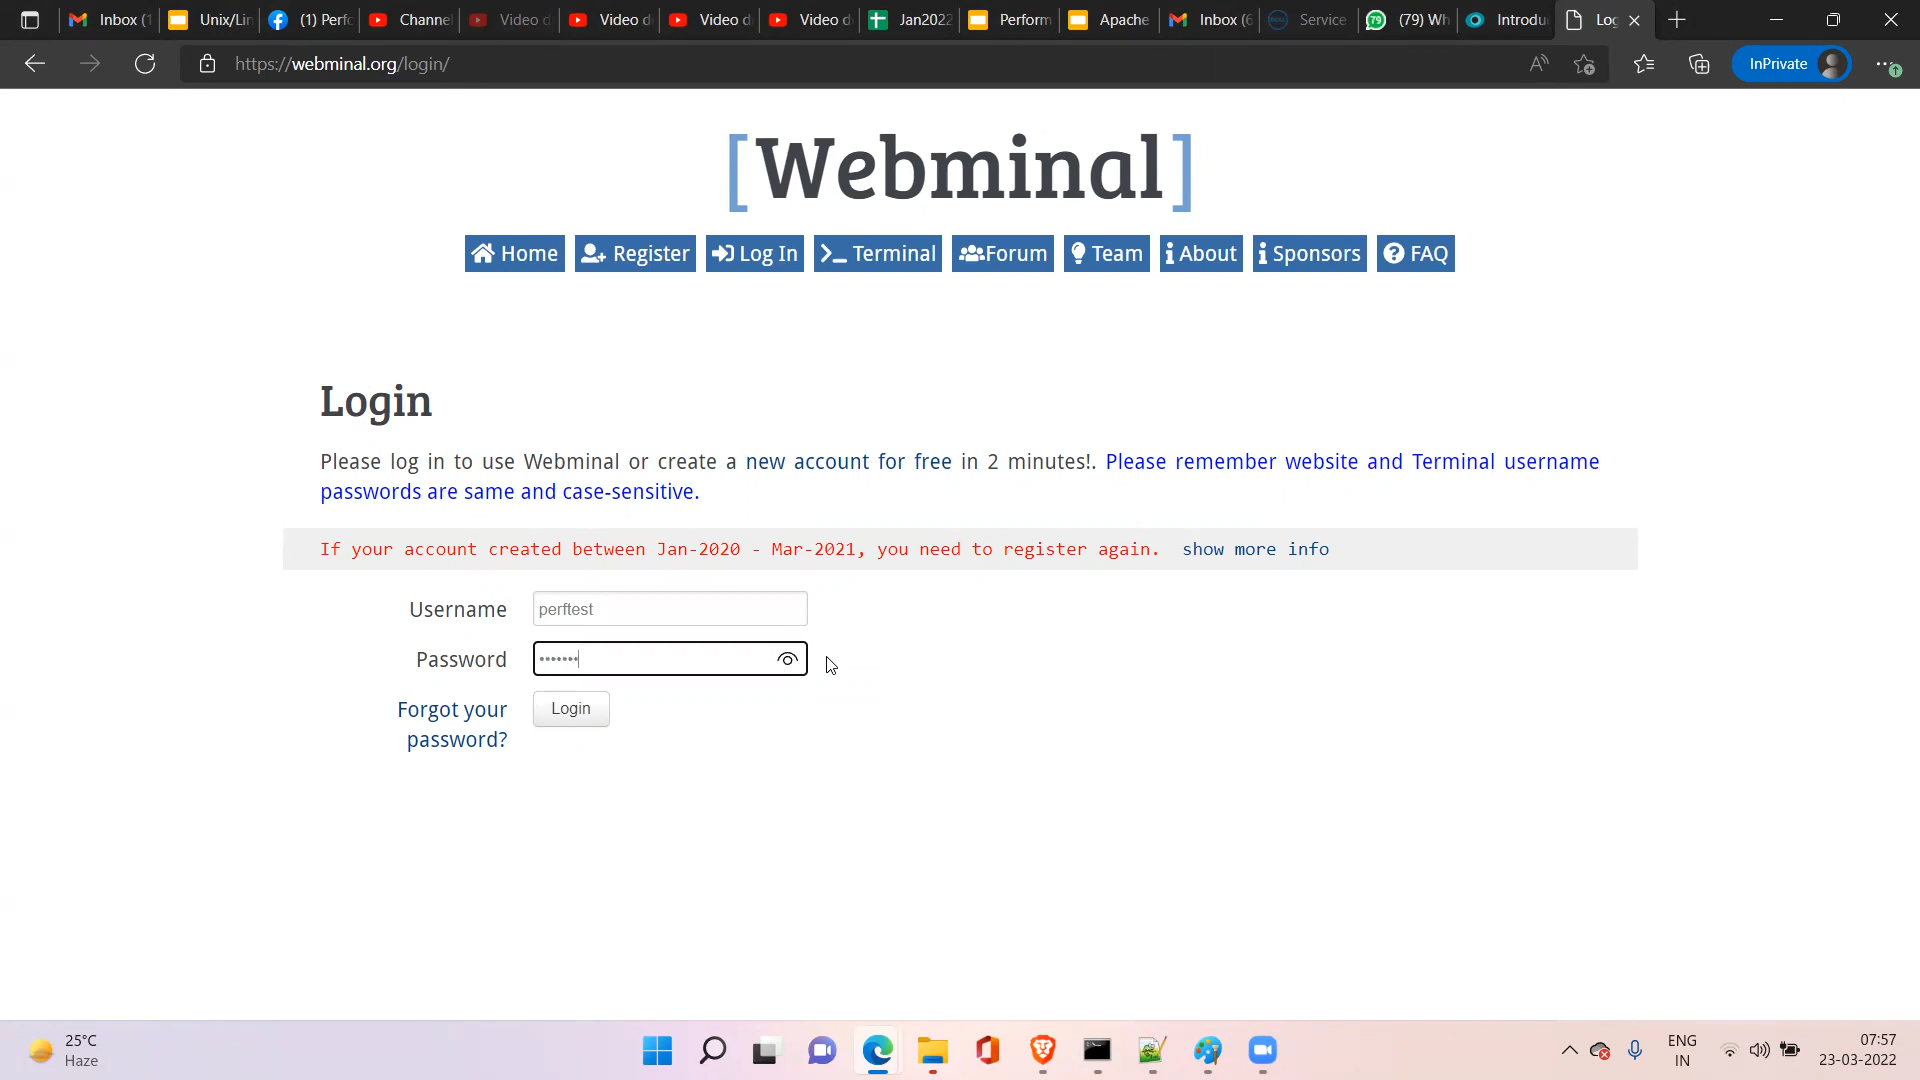 Inbox (1
Unix/Lin
(1) Perfo
Channel
Video d
Video d
Video d
Video d
Jan2022
Perform
Apache
Inbox (6
Service
(79) Wh
Introdu
Log
https://webminal.org/login/
InPrivate
[Webminal]
Home
Register
Log In
Terminal
Forum
Team
About
Sponsors
FAQ
Login
Please log in to use Webminal or create a new account for free in 2 minutes!. Please remember website and Terminal username
passwords are same and case-sensitive.
If your account created between Jan-2020 - Mar-2021, you need to register again. show more info
Username
perftest
Password
•••••••
Forgot your
password?
Login
25°C
Haze
ENG
IN
07:57
23-03-2022